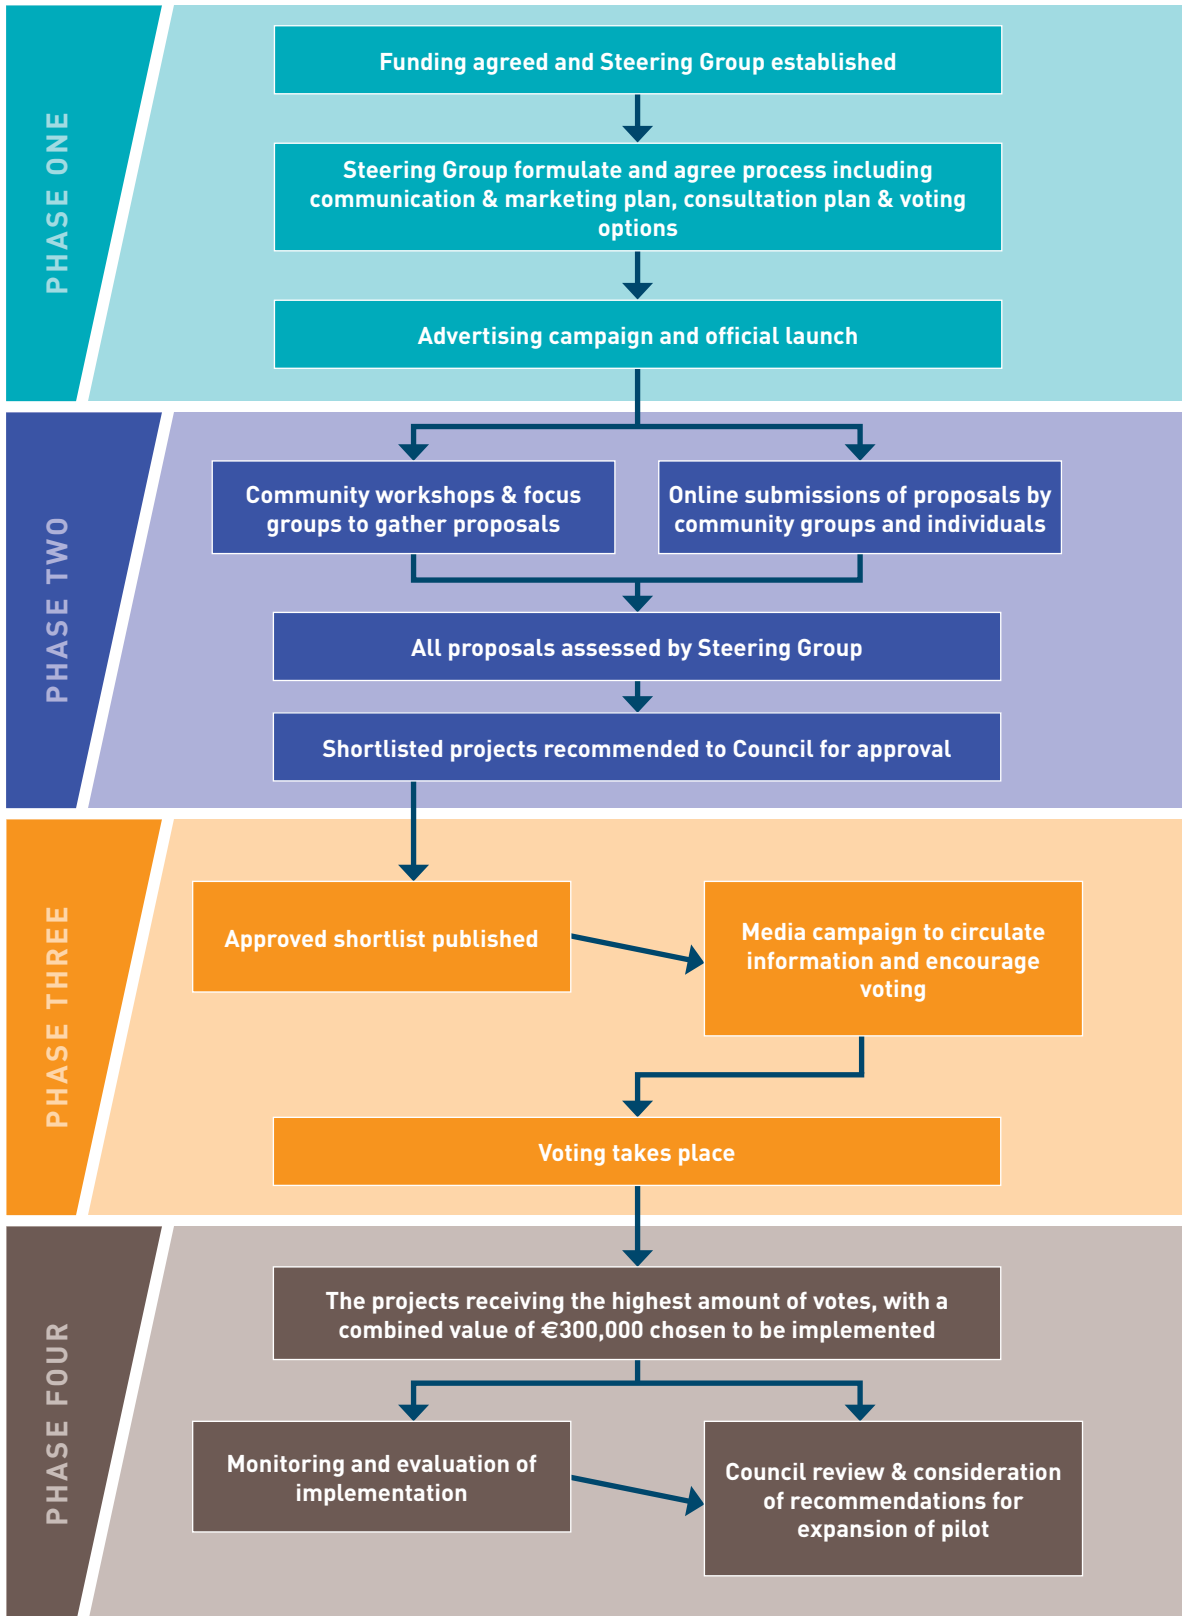 PHASE ONE
Funding agreed and Steering Group established
Steering Group formulate and agree process including
communication & marketing plan, consultation plan & voting
options
Advertising campaign and official launch
PHASE TWO
Community workshops & focus
groups to gather proposals
Online submissions of proposals by
community groups and individuals
All proposals assessed by Steering Group
Shortlisted projects recommended to Council for approval
PHASE THREE
Approved shortlist published
Media campaign to circulate
information and encourage
voting
Voting takes place
PHASE FOUR
The projects receiving the highest amount of votes, with a
combined value of €300,000 chosen to be implemented
Monitoring and evaluation of
implementation
Council review & consideration
of recommendations for
expansion of pilot